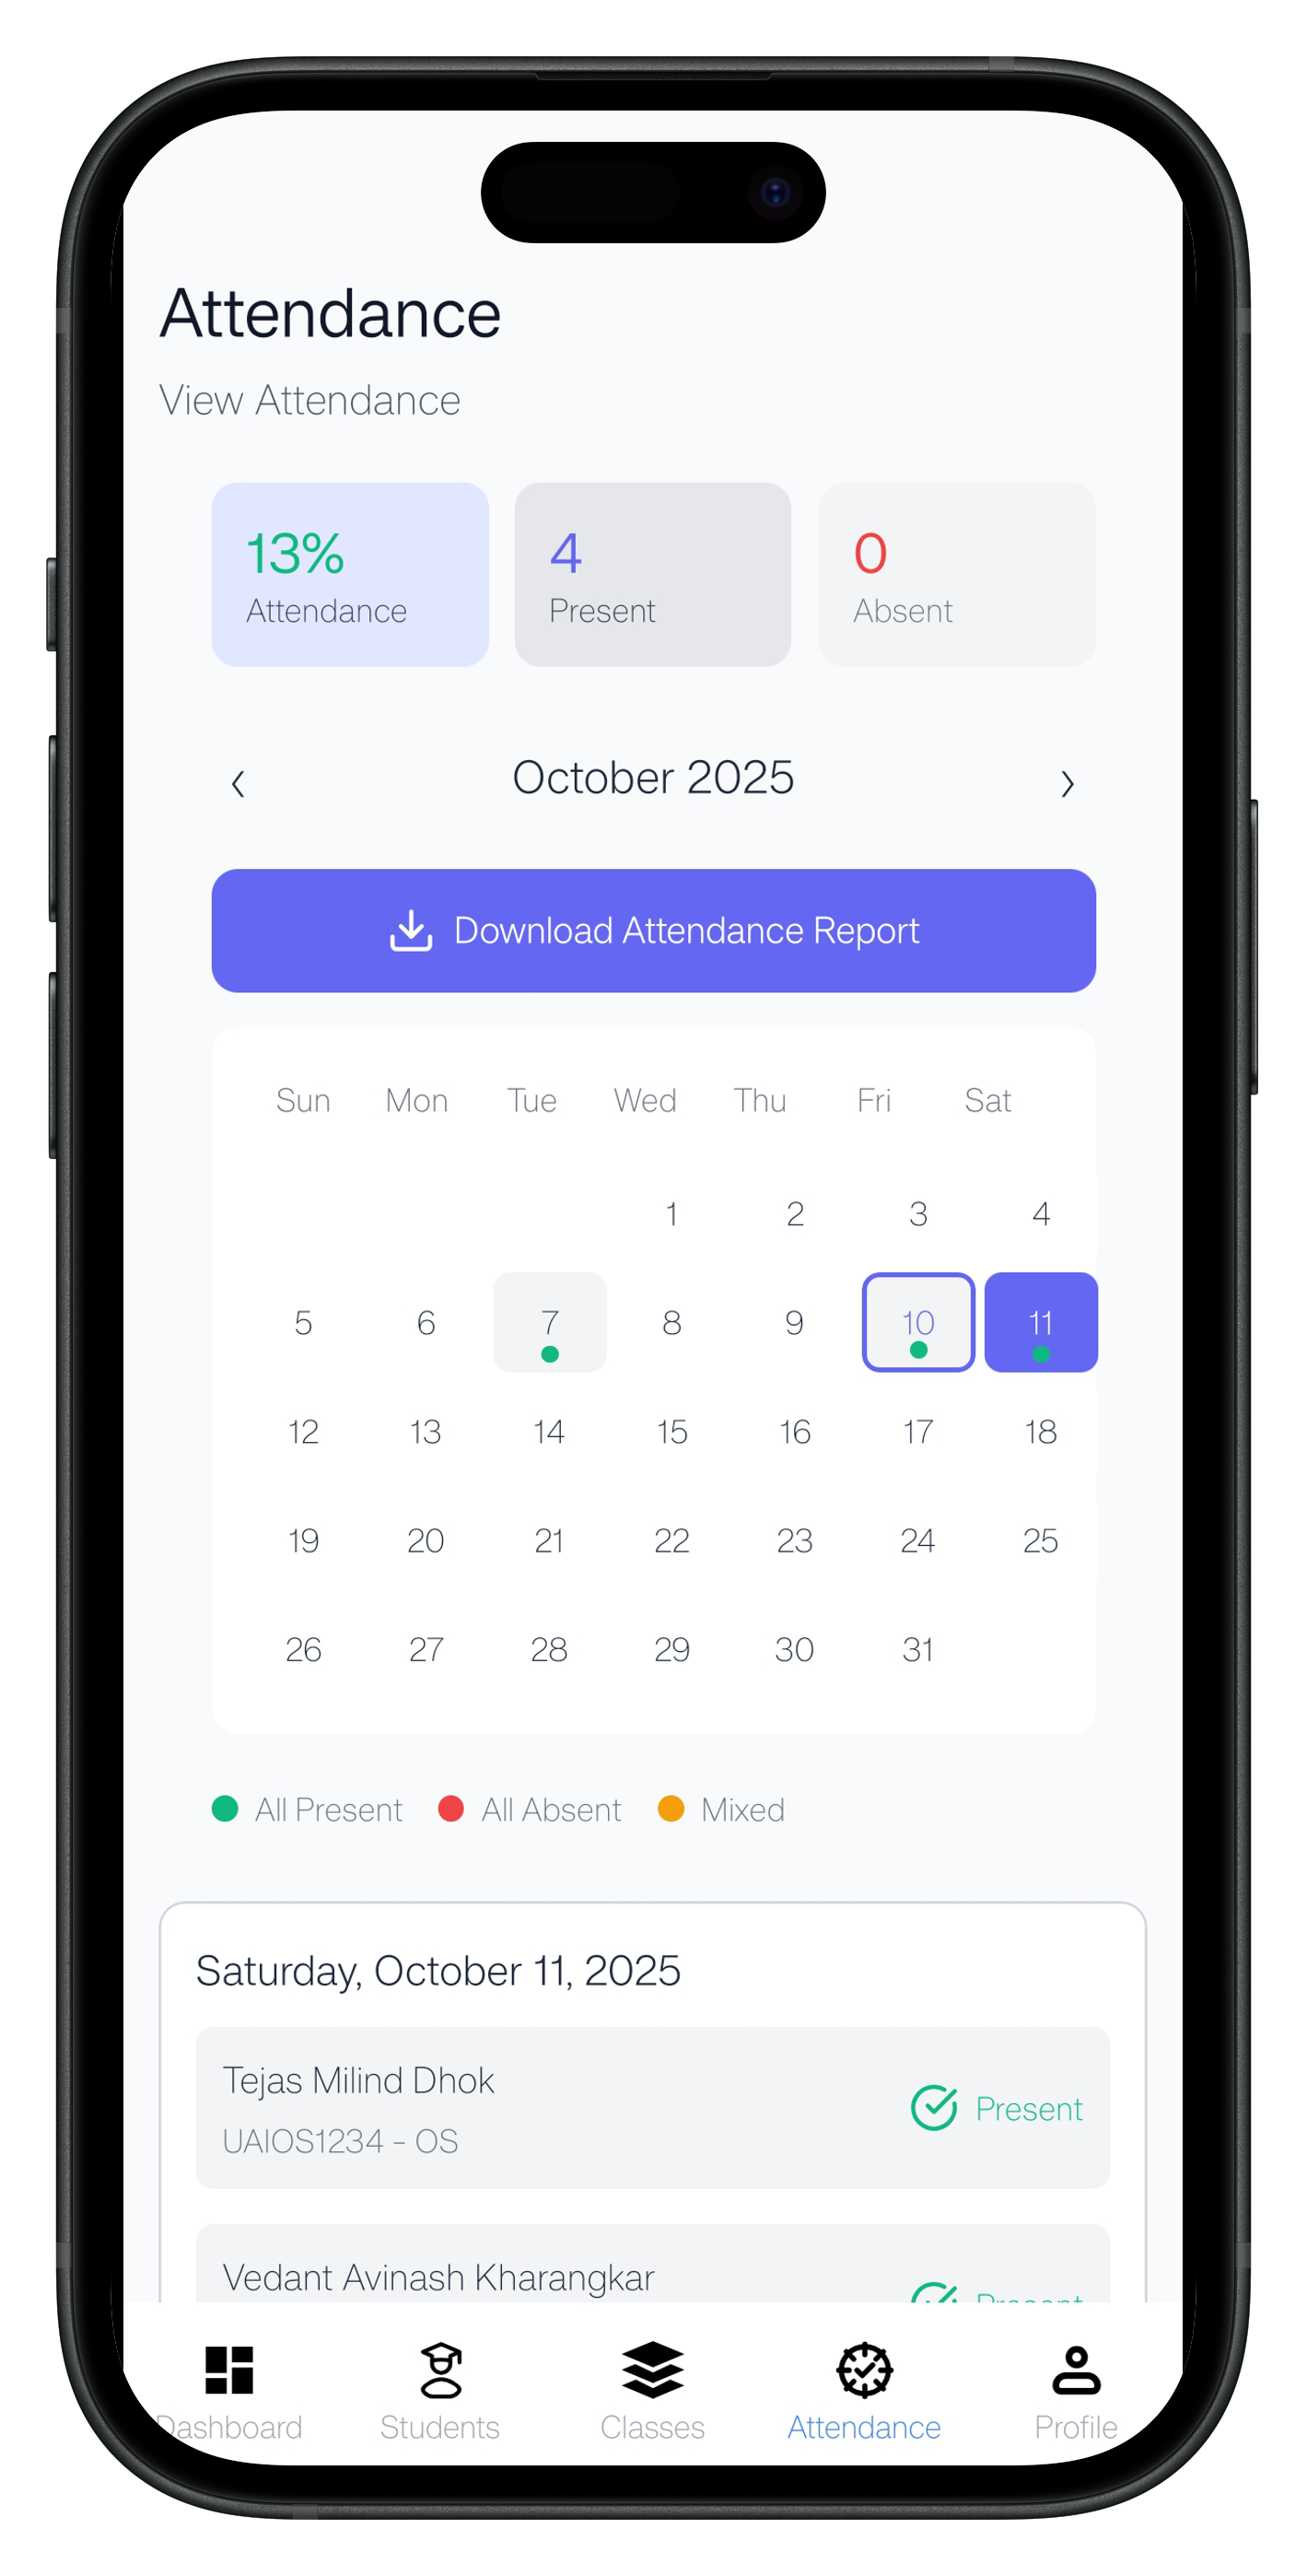 Attendance
View Attendance
13% 4 0
Attendance Present Absent
‹ October 2025 ›
Download Attendance Report
Sun Mon Tue Wed Thu Fri Sat
1 2 3 4
5 6 7 8 9 10 11
12 13 14 15 16 17 18
19 20 21 22 23 24 25
26 27 28 29 30 31
All Present All Absent Mixed
Saturday, October 11, 2025
Tejas Milind Dhok
Present
UAIOS1234 - OS
Vedant Avinash Kharangkar
Present
Dashboard Students Classes Attendance Profile